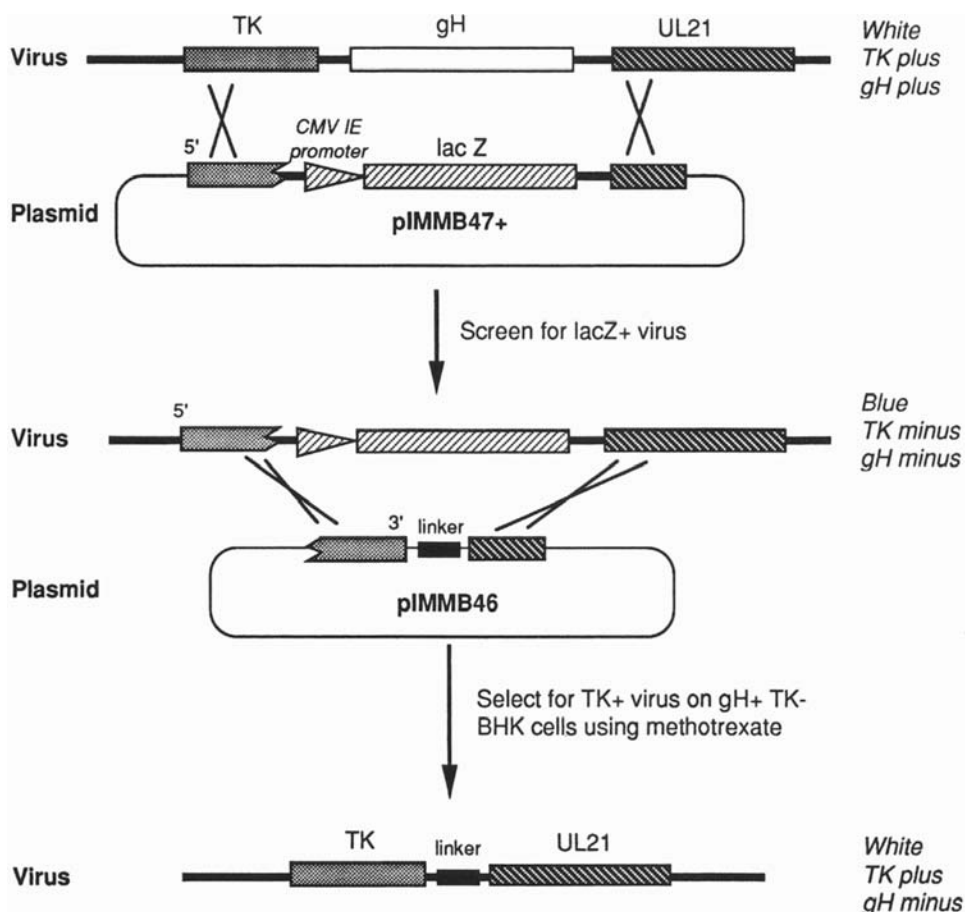 TK gH UL21
Virus
White
TK plus
gH plus
5'
CMV IE
promoter
lac Z
Plasmid
pIMMB47+
Screen for lacZ+ virus
5'
Virus
Blue
TK minus
gH minus
3' linker
Plasmid
pIMMB46
Select for TK+ virus on gH+ TK-
BHK cells using methotrexate
TK linker UL21
Virus
White
TK plus
gH minus